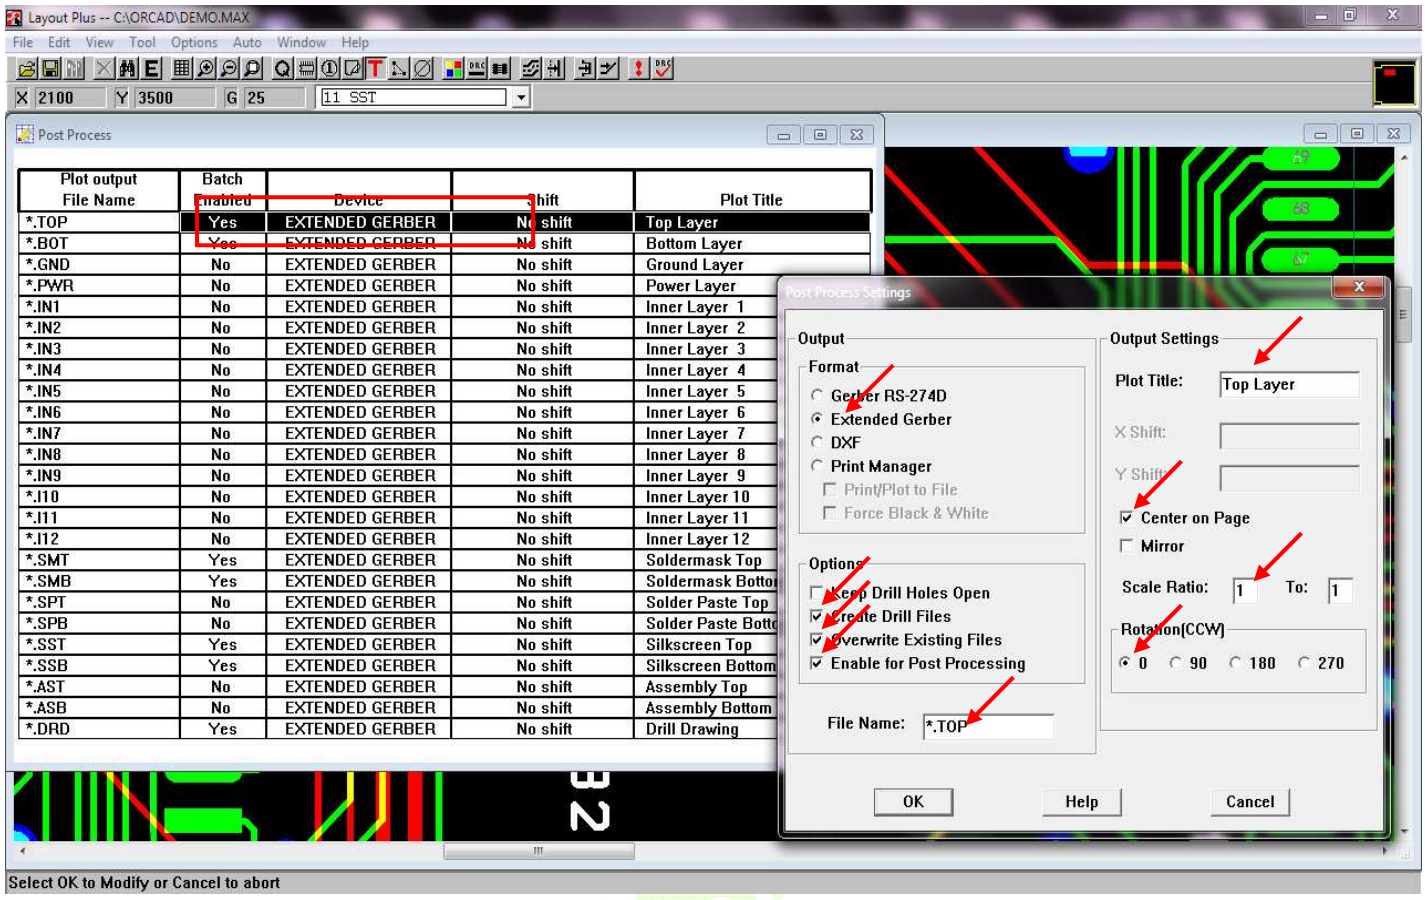 Layout Plus -- C:\ORCAD\DEMO.MAX
File Edit View Tool Options Auto Window Help
X 2100 Y 3500 G 25 11 SST
Post Process
Plot output File Name Batch Enabled Device Shift Plot Title
*.TOP Yes EXTENDED GERBER No shift Top Layer
*.BOT Yes EXTENDED GERBER No shift Bottom Layer
*.GND No EXTENDED GERBER No shift Ground Layer
*.PWR No EXTENDED GERBER No shift Power Layer
*.IN1 No EXTENDED GERBER No shift Inner Layer 1
*.IN2 No EXTENDED GERBER No shift Inner Layer 2
*.IN3 No EXTENDED GERBER No shift Inner Layer 3
*.IN4 No EXTENDED GERBER No shift Inner Layer 4
*.IN5 No EXTENDED GERBER No shift Inner Layer 5
*.IN6 No EXTENDED GERBER No shift Inner Layer 6
*.IN7 No EXTENDED GERBER No shift Inner Layer 7
*.IN8 No EXTENDED GERBER No shift Inner Layer 8
*.IN9 No EXTENDED GERBER No shift Inner Layer 9
*.I10 No EXTENDED GERBER No shift Inner Layer 10
*.I11 No EXTENDED GERBER No shift Inner Layer 11
*.I12 No EXTENDED GERBER No shift Inner Layer 12
*.SMT Yes EXTENDED GERBER No shift Soldermask Top
*.SMB Yes EXTENDED GERBER No shift Soldermask Botto
*.SPT No EXTENDED GERBER No shift Solder Paste Top
*.SPB No EXTENDED GERBER No shift Solder Paste Botto
*.SST Yes EXTENDED GERBER No shift Silkscreen Top
*.SSB Yes EXTENDED GERBER No shift Silkscreen Bottom
*.AST No EXTENDED GERBER No shift Assembly Top
*.ASB No EXTENDED GERBER No shift Assembly Bottom
*.DRD Yes EXTENDED GERBER No shift Drill Drawing
69
68
67
Post Process Settings
Output
Format
Gerber RS-274D
Extended Gerber
DXF
Print Manager
Print/Plot to File
Force Black & White
Options
Keep Drill Holes Open
Create Drill Files
Overwrite Existing Files
Enable for Post Processing
File Name: *.TOP
Output Settings
Plot Title: Top Layer
X Shift:
Y Shift:
Center on Page
Mirror
Scale Ratio: 1 To: 1
Rotation(CCW)
0 90 180 270
OK Help Cancel
Select OK to Modify or Cancel to abort